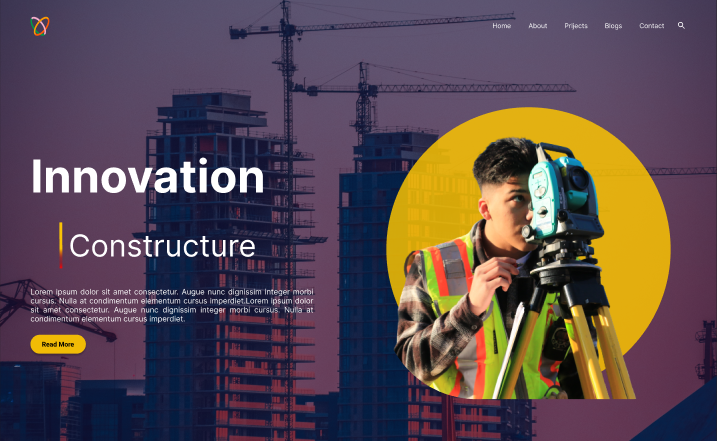 Home About Prijects Blogs Contact
Innovation
Constructure
Lorem ipsum dolor sit amet consectetur. Augue nunc dignissim integer morbi
cursus. Nulla at condimentum elementum cursus imperdiet.Lorem ipsum dolor
sit amet consectetur. Augue nunc dignissim integer morbi cursus. Nulla at
condimentum elementum cursus imperdiet.
Read More